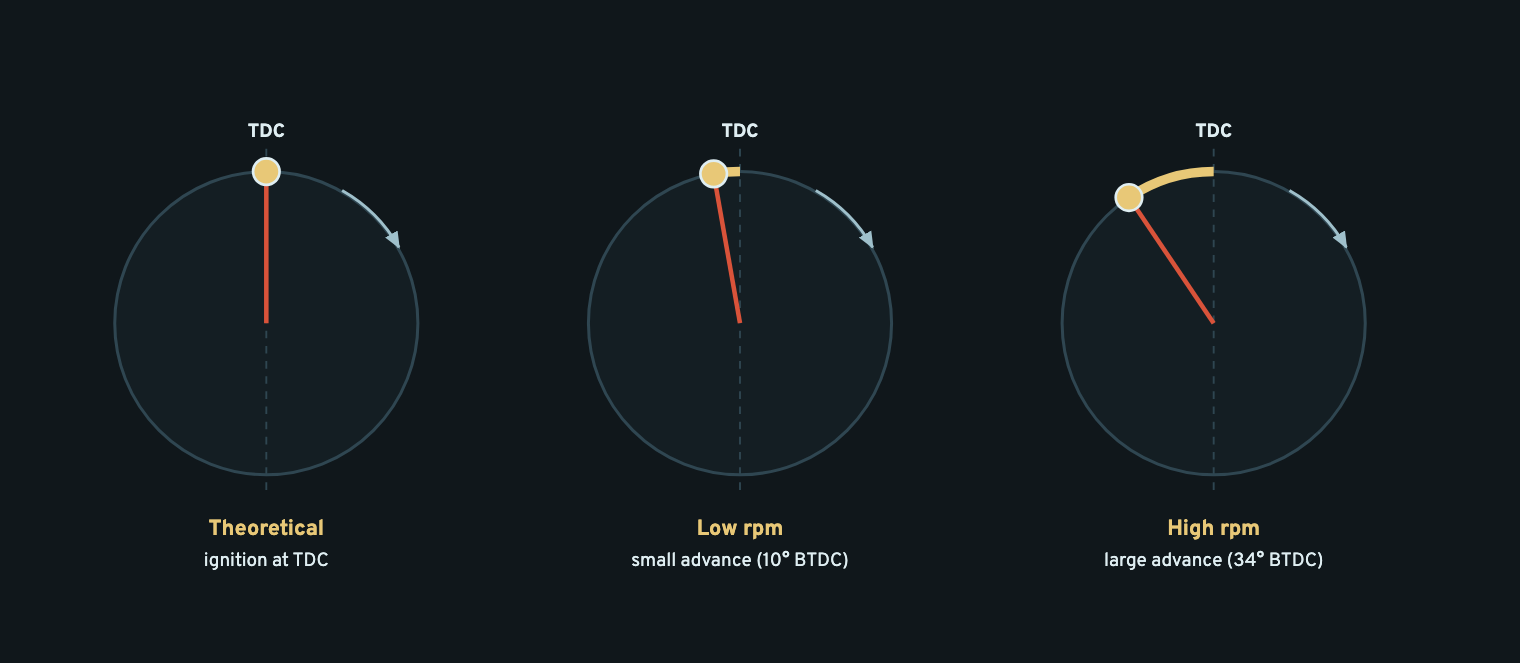 TDC
TDC
TDC
Theoretical
ignition at TDC
Low rpm
small advance (10° BTDC)
High rpm
large advance (34° BTDC)